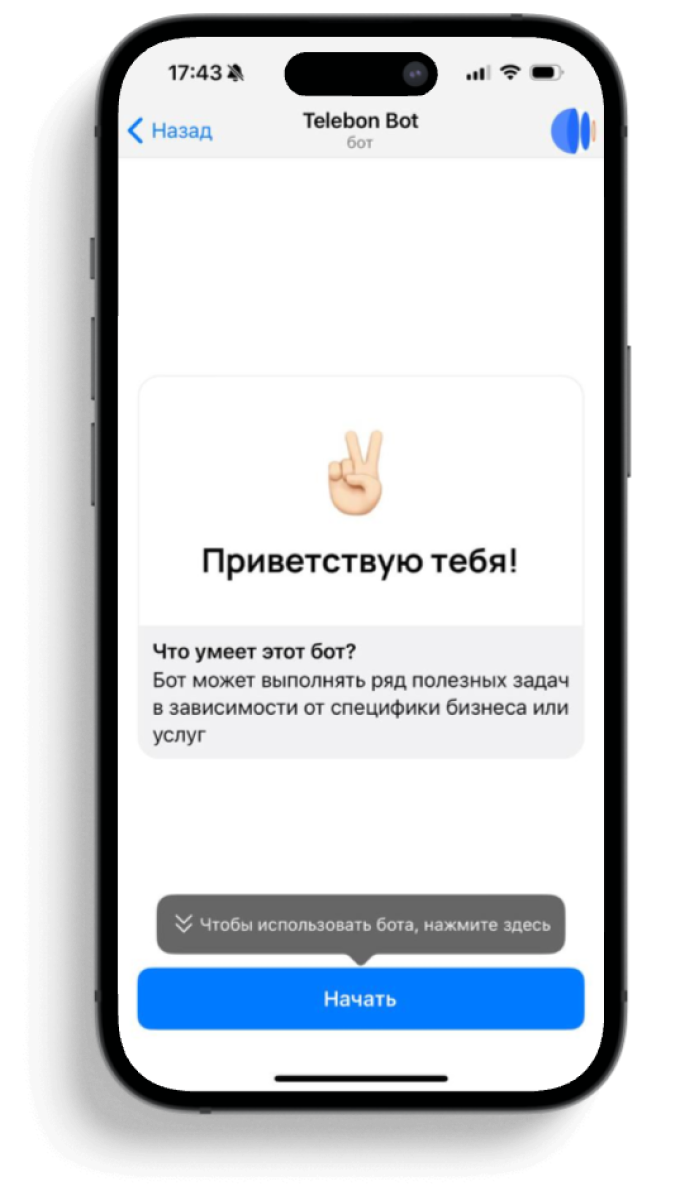 17:43
Назад
Telebon Bot
бот
Приветствую тебя!
Что умеет этот бот?
Бот может выполнять ряд полезных задач
в зависимости от специфики бизнеса или
услуг
Чтобы использовать бота, нажмите здесь
Начать